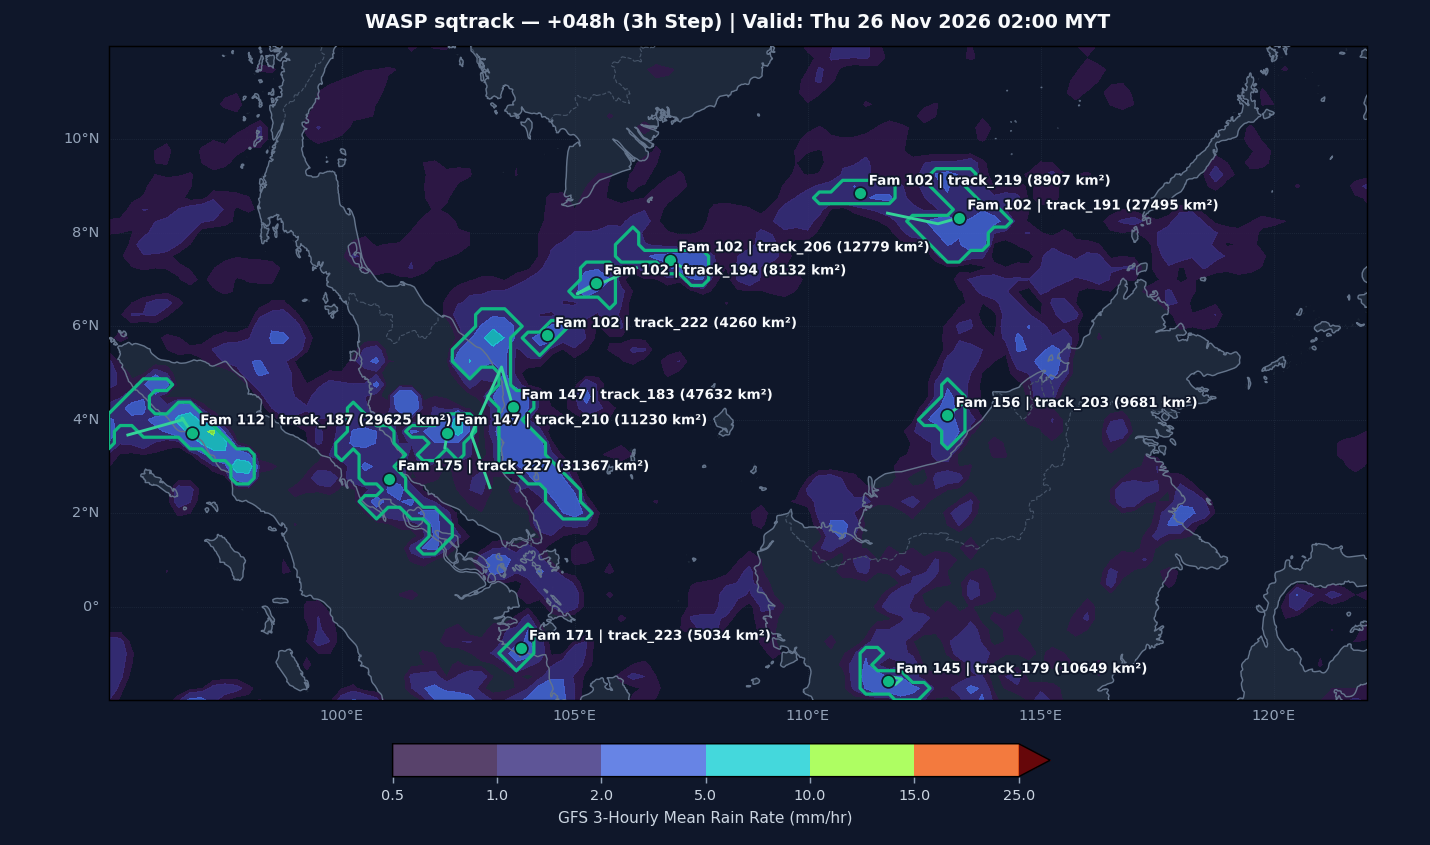 WASP sqtrack — +048h (3h Step) | Valid: Thu 26 Nov 2026 02:00 MYT
10°N
8°N
6°N
4°N
2°N
0°
Fam 102 | track_219 (8907 km²)
Fam 102 | track_191 (27495 km²)
Fam 102 | track_206 (12779 km²)
Fam 102 | track_194 (8132 km²)
Fam 102 | track_222 (4260 km²)
Fam 147 | track_183 (47632 km²)
Fam 156 | track_203 (9681 km²)
Fam 112 | track_187 (29625 km²)
Fam 147 | track_210 (11230 km²)
Fam 175 | track_227 (31367 km²)
Fam 171 | track_223 (5034 km²)
Fam 145 | track_179 (10649 km²)
100°E 105°E 110°E 115°E 120°E
0.5 1.0 2.0 5.0 10.0 15.0 25.0
GFS 3-Hourly Mean Rain Rate (mm/hr)